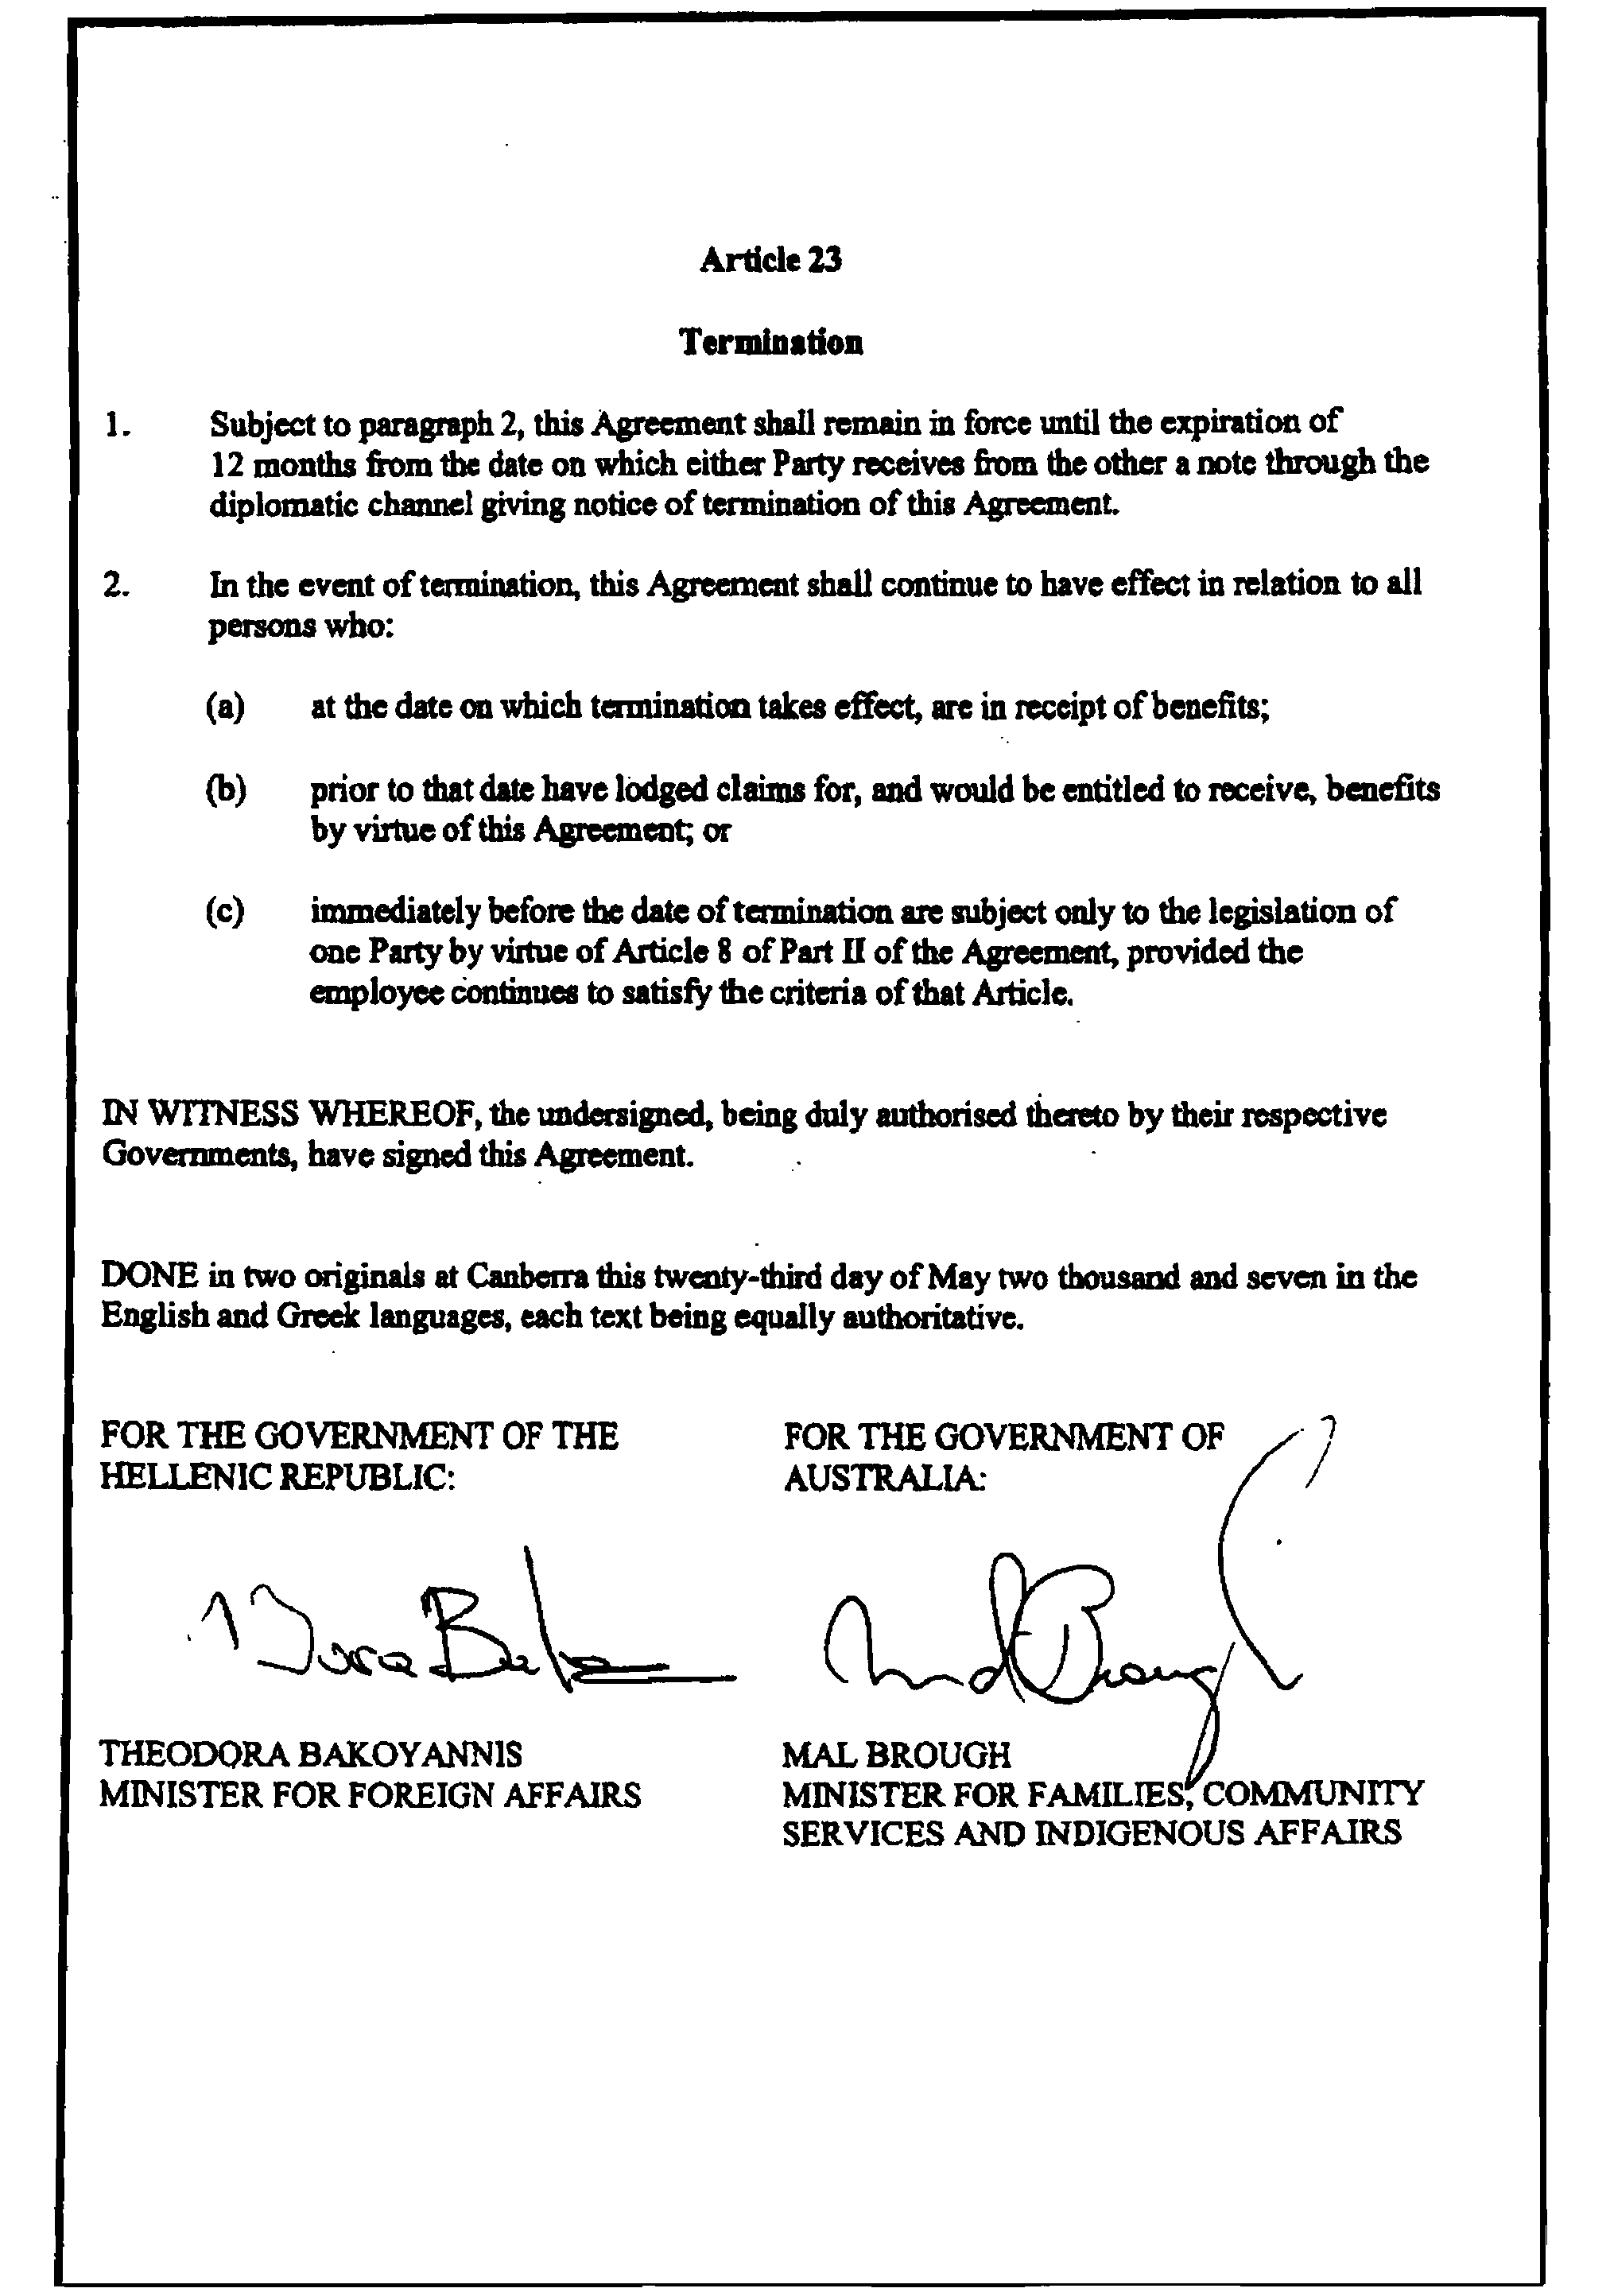 Article 23
Termination
1. Subject to paragraph 2, this Agreement shall remain in force until the expiration of
12 months from the date on which either Party receives from the other a note through the
diplomatic channel giving notice of termination of this Agreement.
2. In the event of termination, this Agreement shall continue to have effect in relation to all
persons who:
(a) at the date on which termination takes effect, are in receipt of benefits;
(b) prior to that date have lodged claims for, and would be entitled to receive, benefits
by virtue of this Agreement; or
(c) immediately before the date of termination are subject only to the legislation of
one Party by virtue of Article 8 of Part II of the Agreement, provided the
employee continues to satisfy the criteria of that Article.
IN WITNESS WHEREOF, the undersigned, being duly authorised thereto by their respective
Governments, have signed this Agreement.
DONE in two originals at Canberra this twenty-third day of May two thousand and seven in the
English and Greek languages, each text being equally authoritative.
FOR THE GOVERNMENT OF THE
HELLENIC REPUBLIC:
THEODORA BAKOYANNIS
MINISTER FOR FOREIGN AFFAIRS
FOR THE GOVERNMENT OF
AUSTRALIA:
MAL BROUGH
MINISTER FOR FAMILIES, COMMUNITY
SERVICES AND INDIGENOUS AFFAIRS